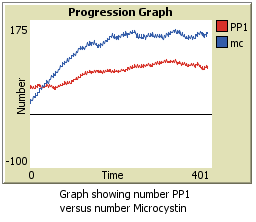 Progression Graph
175
PP1
mc
Number
-100
0 Time 401
Graph showing number PP1
versus number Microcystin